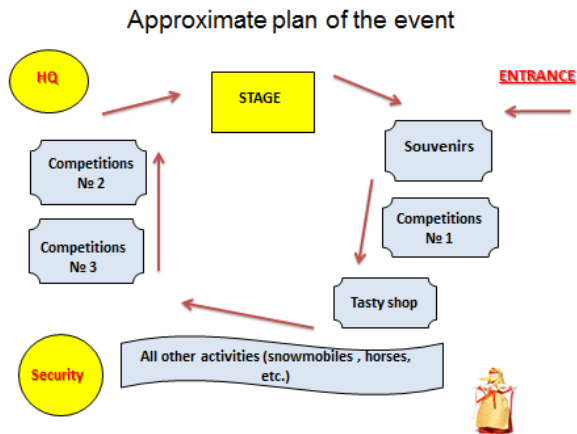 Approximate plan of the event
HQ
STAGE
ENTRANCE
Souvenirs
Competitions
№ 2
Competitions
№ 1
Competitions
№ 3
Tasty shop
All other activities (snowmobiles , horses,
etc.)
Security